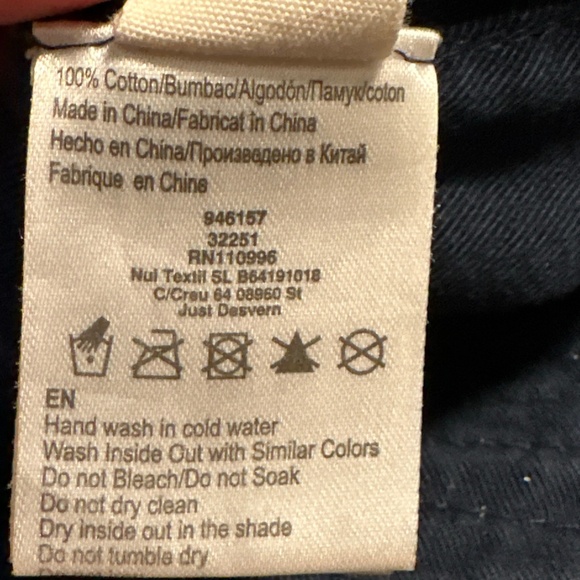 100% Cotton/Bumbac/Algodón/Памук/coton
Made in China/Fabricat în China
Hecho en China/Произведено в Китай
Fabrique en Chine
946157
32251
RN110996
Nui Textil SL B64191018
C/Creu 64 08960 St
Just Desvern
EN
Hand wash in cold water
Wash Inside Out with Similar Colors
Do not Bleach/Do not Soak
Do not dry clean
Dry inside out in the shade
Do not tumble dry